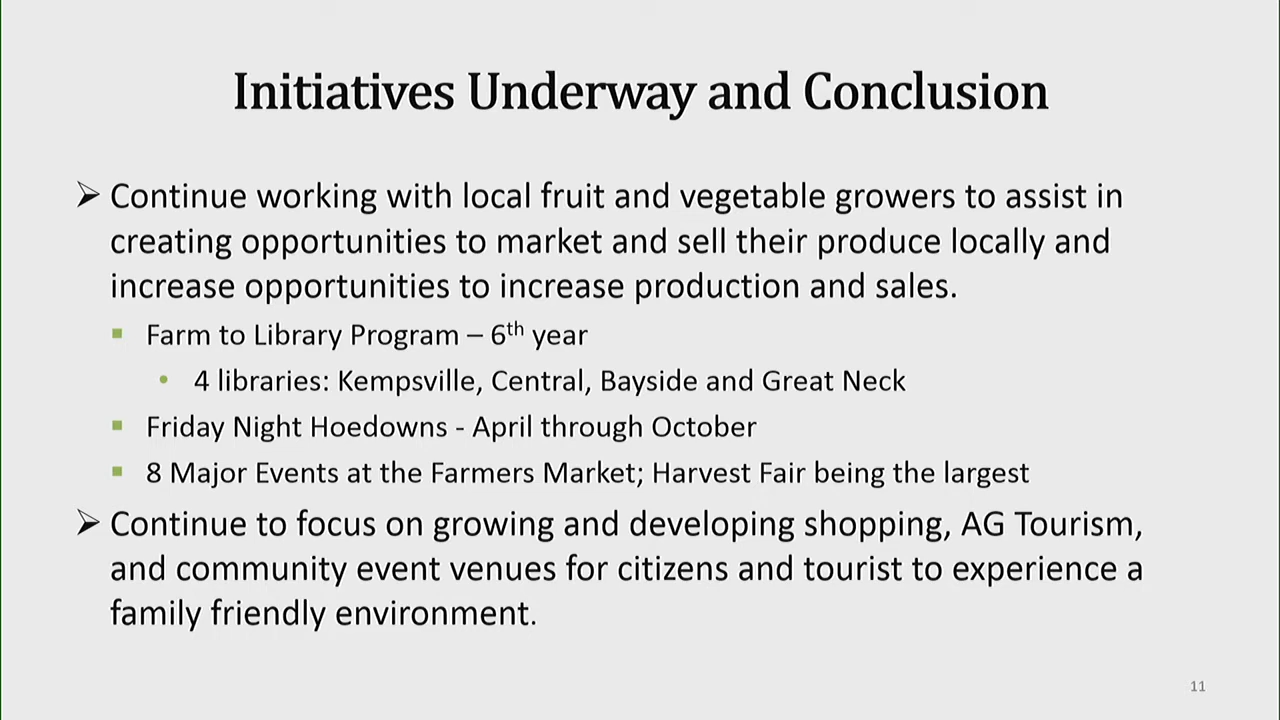 Initiatives Underway and Conclusion
➢ Continue working with local fruit and vegetable growers to assist in
creating opportunities to market and sell their produce locally and
increase opportunities to increase production and sales.
▪ Farm to Library Program – 6th year
• 4 libraries: Kempsville, Central, Bayside and Great Neck
▪ Friday Night Hoedowns - April through October
▪ 8 Major Events at the Farmers Market; Harvest Fair being the largest
➢ Continue to focus on growing and developing shopping, AG Tourism,
and community event venues for citizens and tourist to experience a
family friendly environment.
11